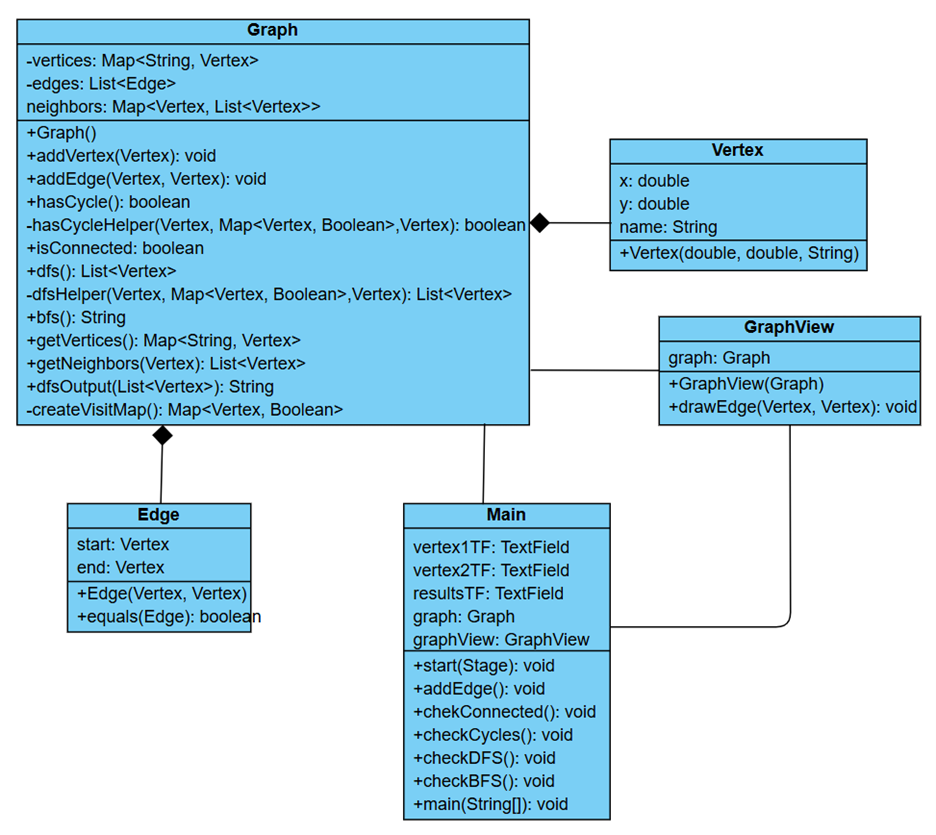 Graph
-vertices: Map<String, Vertex>
-edges: List<Edge>
neighbors: Map<Vertex, List<Vertex>>
+Graph()
+addVertex(Vertex): void
+addEdge(Vertex, Vertex): void
+hasCycle(): boolean
-hasCycleHelper(Vertex, Map<Vertex, Boolean>,Vertex): boolean
+isConnected: boolean
+dfs(): List<Vertex>
-dfsHelper(Vertex, Map<Vertex, Boolean>,Vertex): List<Vertex>
+bfs(): String
+getVertices(): Map<String, Vertex>
+getNeighbors(Vertex): List<Vertex>
+dfsOutput(List<Vertex>): String
-createVisitMap(): Map<Vertex, Boolean>
Vertex
x: double
y: double
name: String
+Vertex(double, double, String)
GraphView
graph: Graph
+GraphView(Graph)
+drawEdge(Vertex, Vertex): void
Edge
start: Vertex
end: Vertex
+Edge(Vertex, Vertex)
+equals(Edge): boolean
Main
vertex1TF: TextField
vertex2TF: TextField
resultsTF: TextField
graph: Graph
graphView: GraphView
+start(Stage): void
+addEdge(): void
+chekConnected(): void
+checkCycles(): void
+checkDFS(): void
+checkBFS(): void
+main(String[]): void